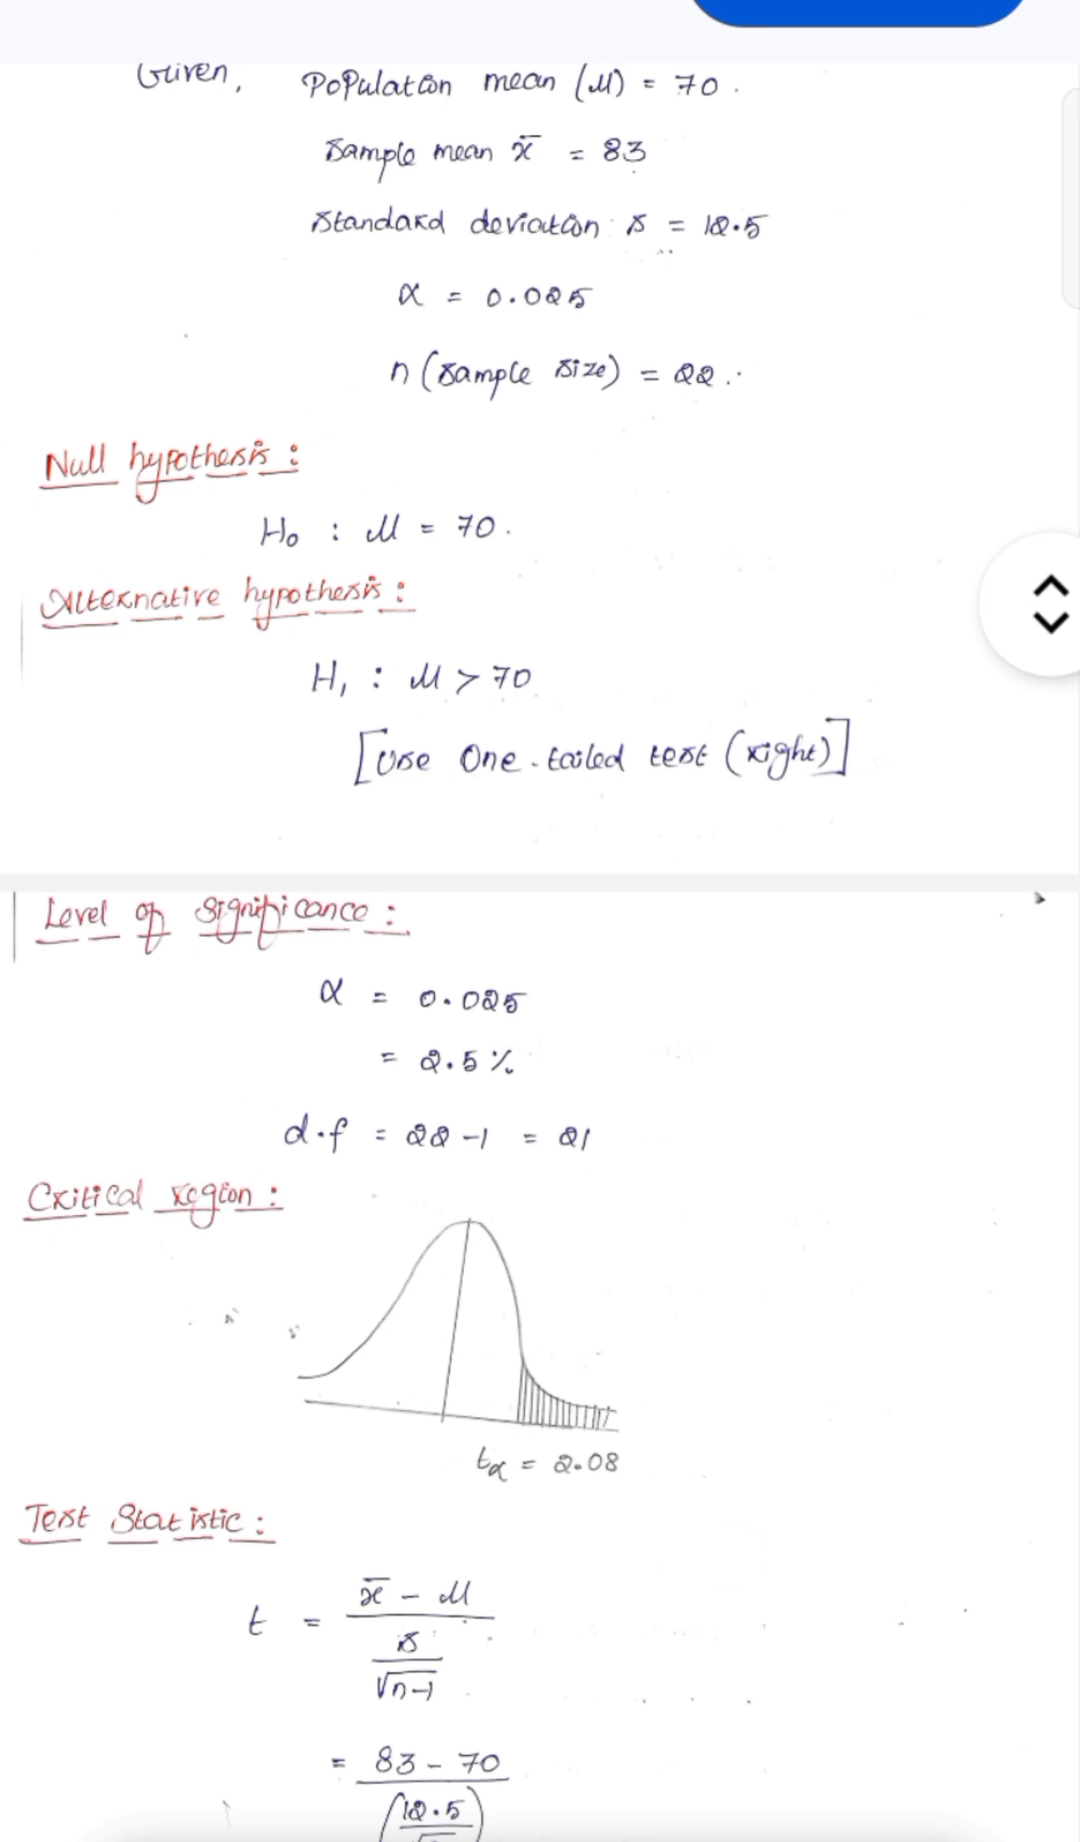 Given, Population mean (μ) = 70.
Sample mean x̄ = 83
Standard deviation s = 12.5
α = 0.025
n (sample size) = 22.
Null hypothesis:
H₀ : μ = 70.
Alternative hypothesis:
H₁ : μ > 70
[Use one-tailed test (right)]
Level of significance:
α = 0.025
= 2.5 %
d.f = 22 - 1 = 21
Critical region:
tα = 2.08
Test Statistic:
t = x̄ - μ
s
√n-1
= 83 - 70
(12.5)